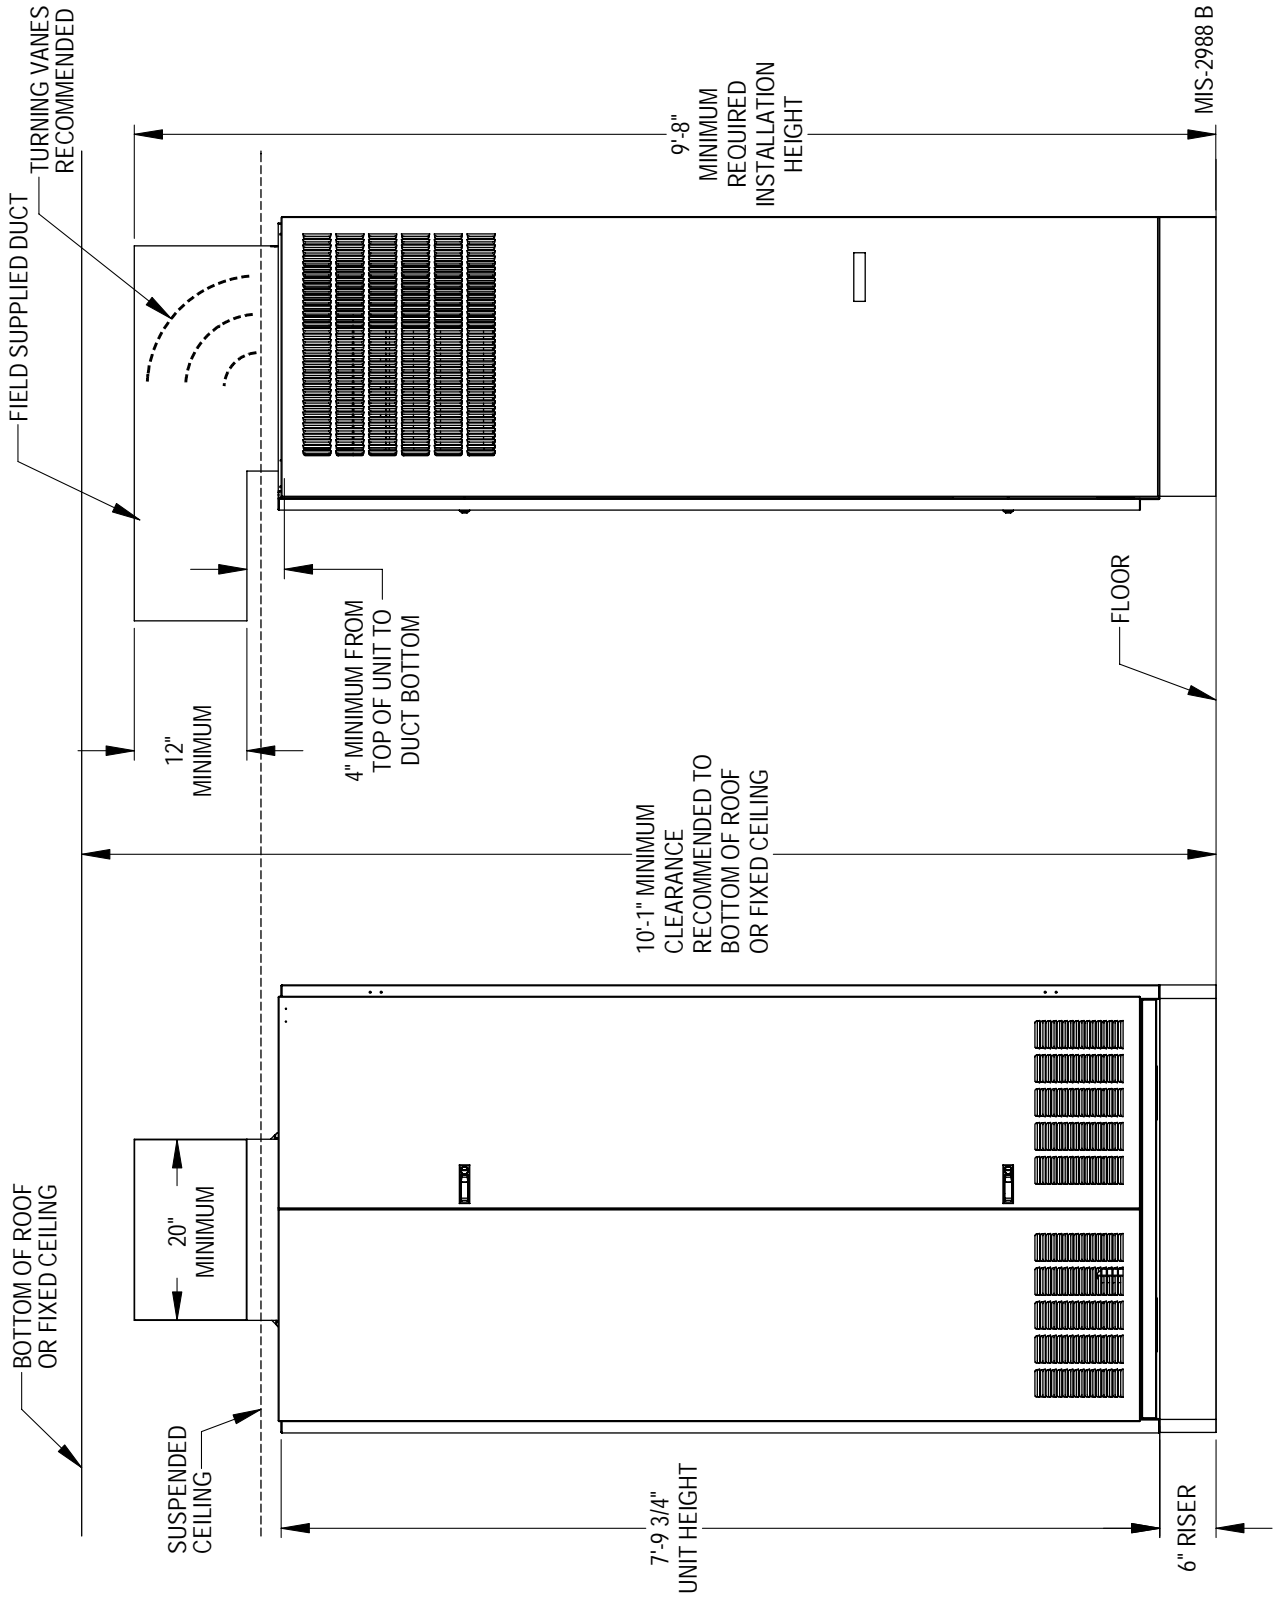 BOTTOM OF ROOF
OR FIXED CEILING
SUSPENDED
CEILING
20"
MINIMUM
7'-9 3/4"
UNIT HEIGHT
6" RISER
10'-1" MINIMUM
CLEARANCE
RECOMMENDED TO
BOTTOM OF ROOF
OR FIXED CEILING
12"
MINIMUM
4" MINIMUM FROM
TOP OF UNIT TO
DUCT BOTTOM
FIELD SUPPLIED DUCT
TURNING VANES
RECOMMENDED
9'-8"
MINIMUM
REQUIRED
INSTALLATION
HEIGHT
FLOOR
MIS-2988 B